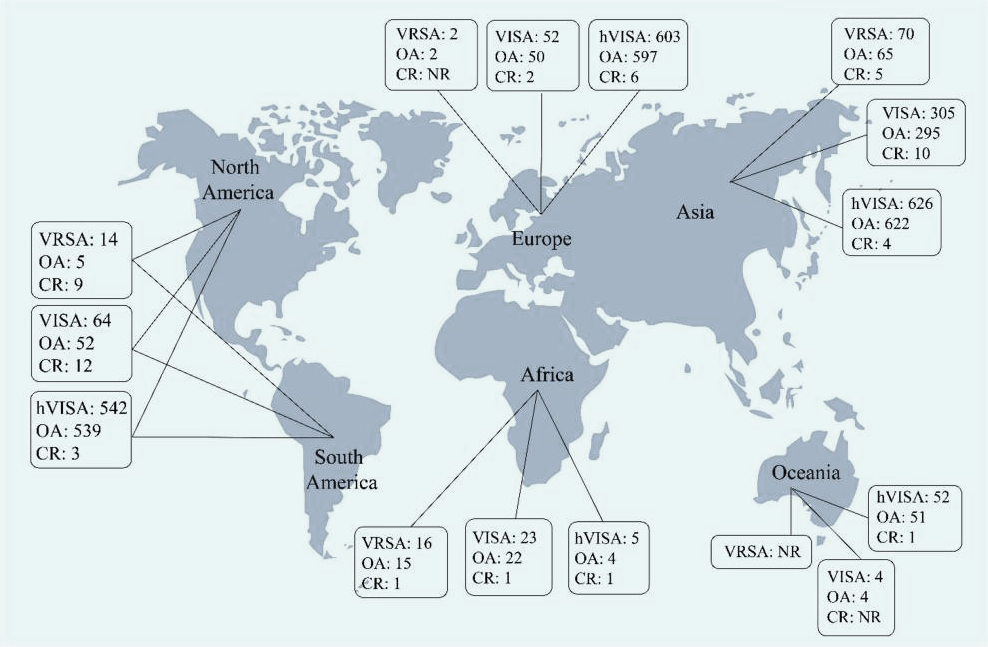 VRSA: 2
OA: 2
CR: NR
VISA: 52
OA: 50
CR: 2
hVISA: 603
OA: 597
CR: 6
VRSA: 70
OA: 65
CR: 5
VISA: 305
OA: 295
CR: 10
hVISA: 626
OA: 622
CR: 4
North
America
Europe
Asia
VRSA: 14
OA: 5
CR: 9
VISA: 64
OA: 52
CR: 12
hVISA: 542
OA: 539
CR: 3
Africa
South
America
Oceania
VRSA: 16
OA: 15
CR: 1
VISA: 23
OA: 22
CR: 1
hVISA: 5
OA: 4
CR: 1
VRSA: NR
hVISA: 52
OA: 51
CR: 1
VISA: 4
OA: 4
CR: NR